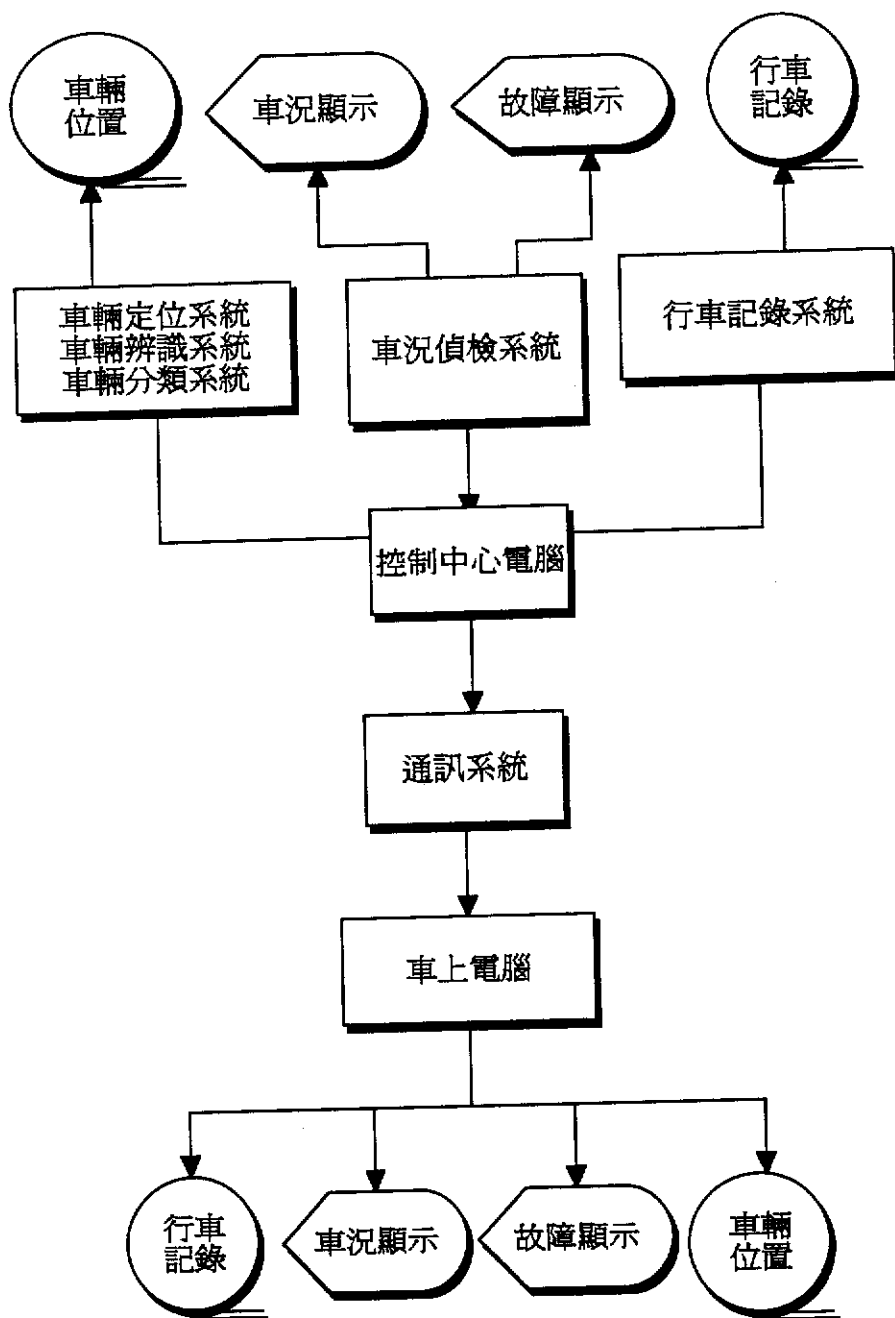 車輛
位置
車況顯示
故障顯示
行車
記錄
車輛定位系統
車輛辨識系統
車輛分類系統
車況偵檢系統
行車記錄系統
控制中心電腦
通訊系統
車上電腦
行車
記錄
車況顯示
故障顯示
車輛
位置